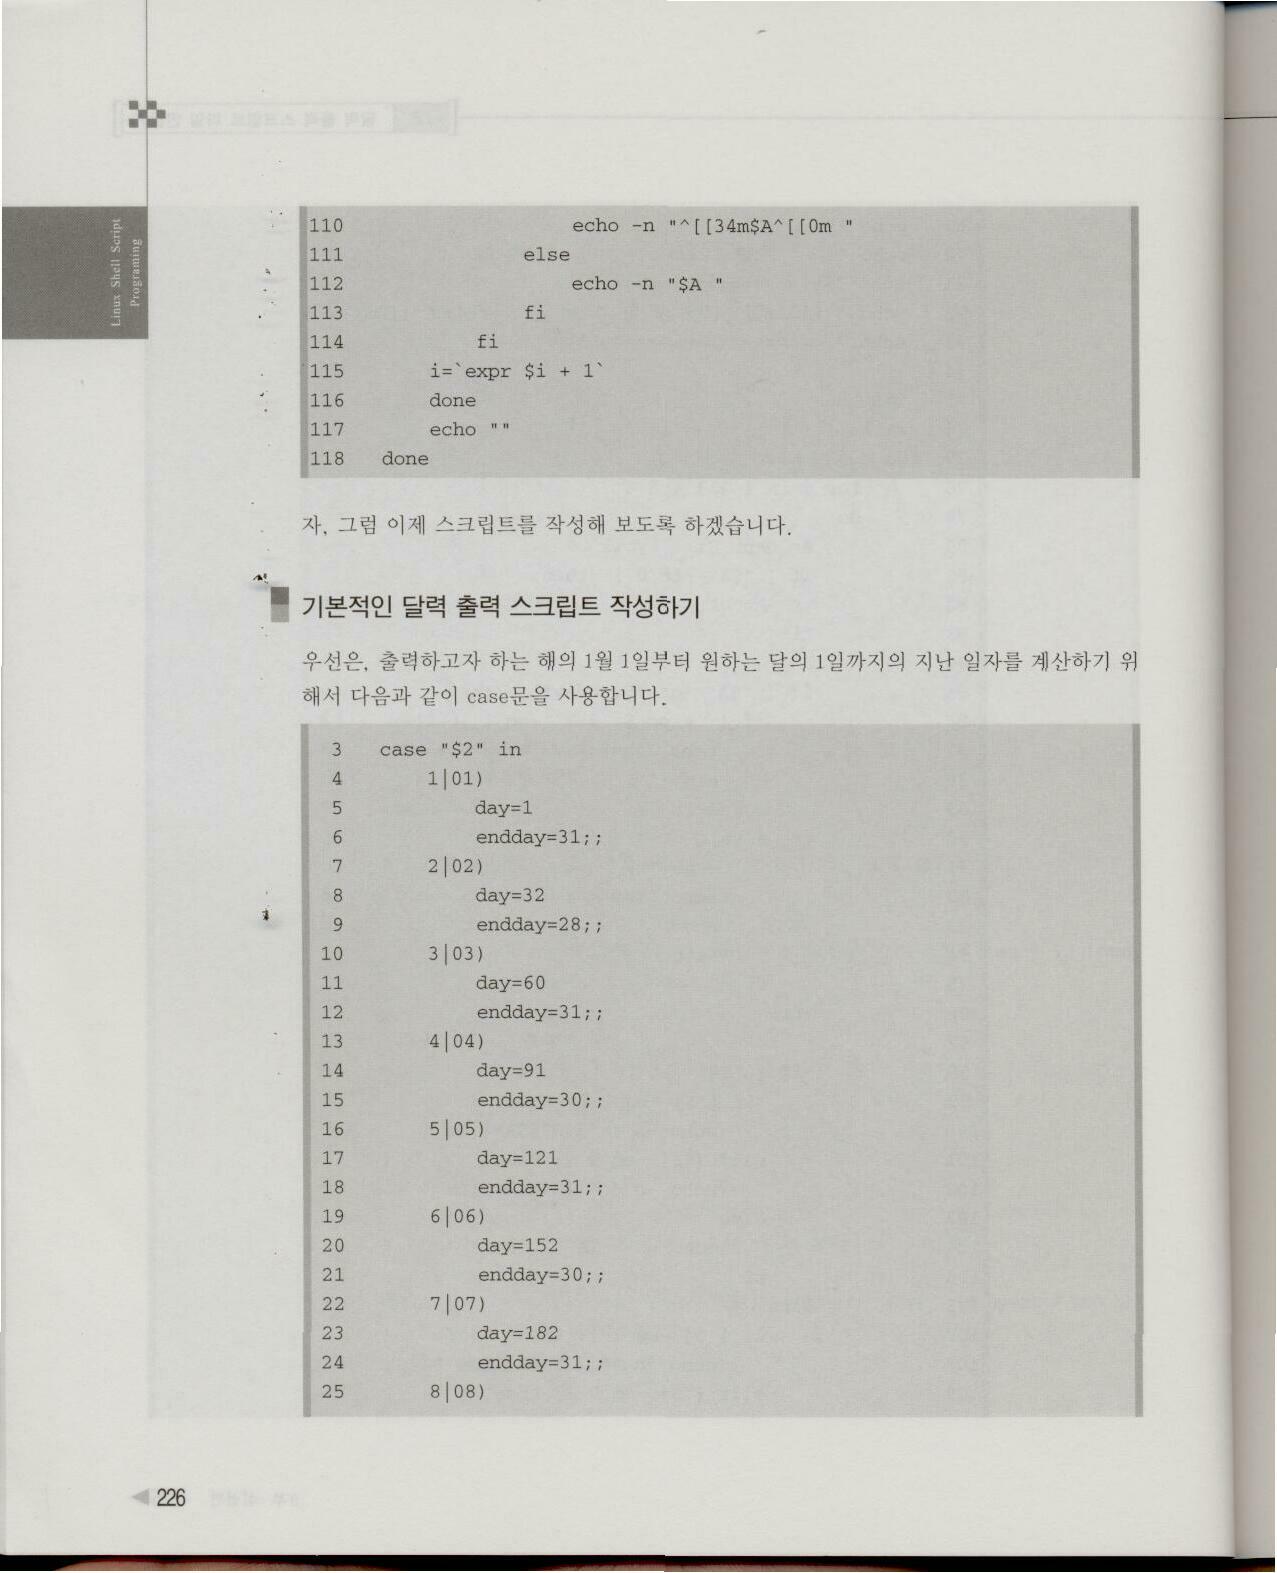 Linux Shell Script
Programing
110 echo -n "^[[34m$A^[[0m "
111 else
112 echo -n "$A "
113 fi
114 fi
115 i=`expr $i + 1`
116 done
117 echo ""
118 done
자, 그럼 이제 스크립트를 작성해 보도록 하겠습니다.
기본적인 달력 출력 스크립트 작성하기
우선은, 출력하고자 하는 해의 1월 1일부터 원하는 달의 1일까지의 지난 일자를 계산하기 위
해서 다음과 같이 case문을 사용합니다.
3 case "$2" in
4 1|01)
5 day=1
6 endday=31;;
7 2|02)
8 day=32
9 endday=28;;
10 3|03)
11 day=60
12 endday=31;;
13 4|04)
14 day=91
15 endday=30;;
16 5|05)
17 day=121
18 endday=31;;
19 6|06)
20 day=152
21 endday=30;;
22 7|07)
23 day=182
24 endday=31;;
25 8|08)
226